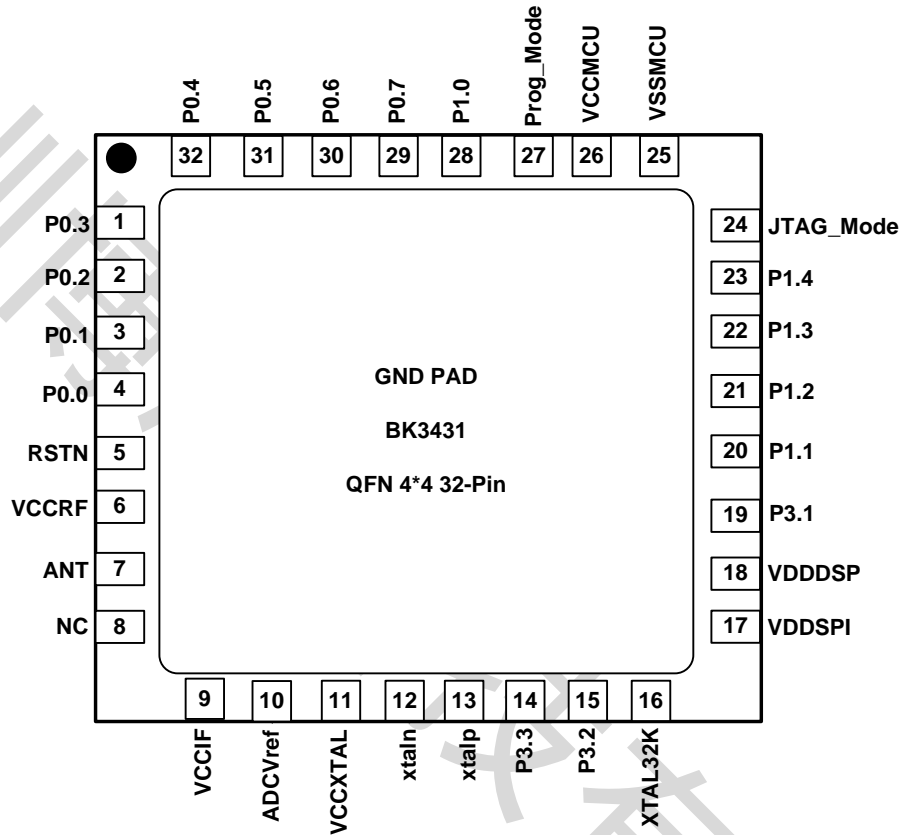 P0.4
P0.5
P0.6
P0.7
P1.0
Prog_Mode
VCCMCU
VSSMCU
32
31
30
29
28
27
26
25
P0.3 1
P0.2 2
P0.1 3
P0.0 4
RSTN 5
VCCRF 6
ANT 7
NC 8
GND PAD
BK3431
QFN 4*4 32-Pin
24 JTAG_Mode
23 P1.4
22 P1.3
21 P1.2
20 P1.1
19 P3.1
18 VDDDSP
17 VDDSPI
9
10
11
12
13
14
15
16
VCCIF
ADCVref
VCCXTAL
xtaln
xtalp
P3.3
P3.2
XTAL32K